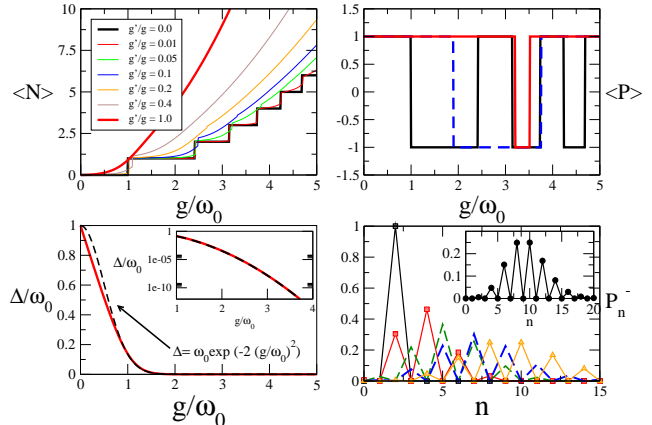 10
7.5
5
2.5
0
<N>
g'/g = 0.0
g'/g = 0.01
g'/g = 0.05
g'/g = 0.1
g'/g = 0.2
g'/g = 0.4
g'/g = 1.0
0 1 2 3 4 5
g/ω₀
1.5
1
0.5
0
-0.5
-1
-1.5
<P>
0 1 2 3 4 5
g/ω₀
1
0.8
0.6
0.4
0.2
0
Δ/ω₀
Δ/ω₀
1e-05
1e-10
1 2 3 4
g/ω₀
Δ= ω₀exp (-2 (g/ω₀)²)
0 1 2 3 4 5
g/ω₀
1
0.8
0.6
0.4
0.2
0
0.2
0.1
0
0 5 10 15 20
n
Pₙ⁻
0 5 10 15
n